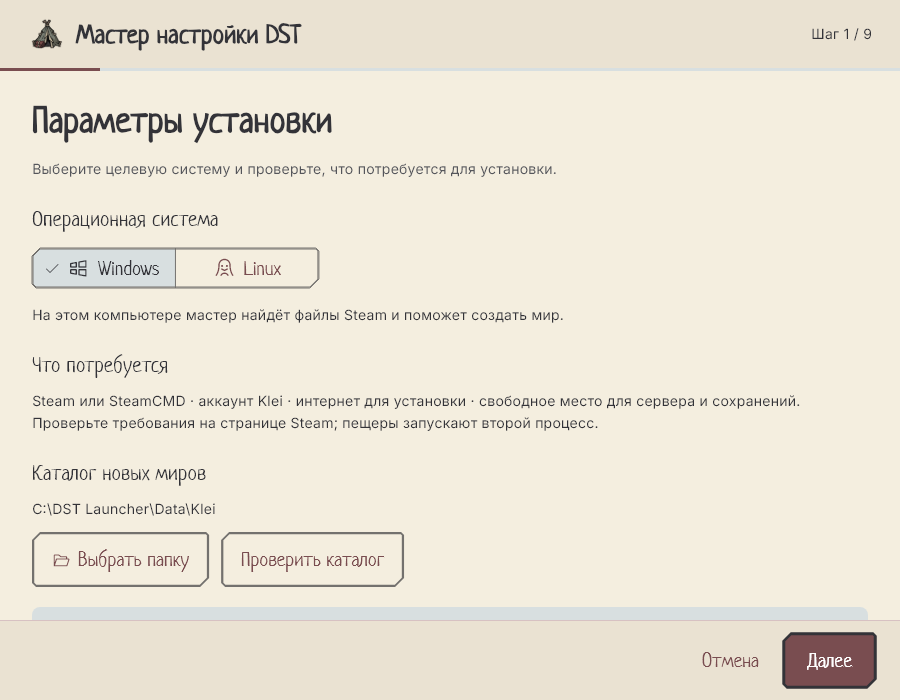 Мастер настройки DST
Шаг 1 / 9
Параметры установки
Выберите целевую систему и проверьте, что потребуется для установки.
Операционная система
Windows
Linux
На этом компьютере мастер найдёт файлы Steam и поможет создать мир.
Что потребуется
Steam или SteamCMD · аккаунт Klei · интернет для установки · свободное место для сервера и сохранений.
Проверьте требования на странице Steam; пещеры запускают второй процесс.
Каталог новых миров
C:\DST Launcher\Data\Klei
Выбрать папку
Проверить каталог
Отмена
Далее